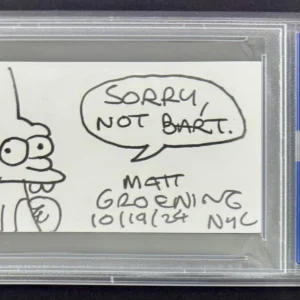 SORRY,
NOT BART.
MATT
GROENING
10/19/24 NYC